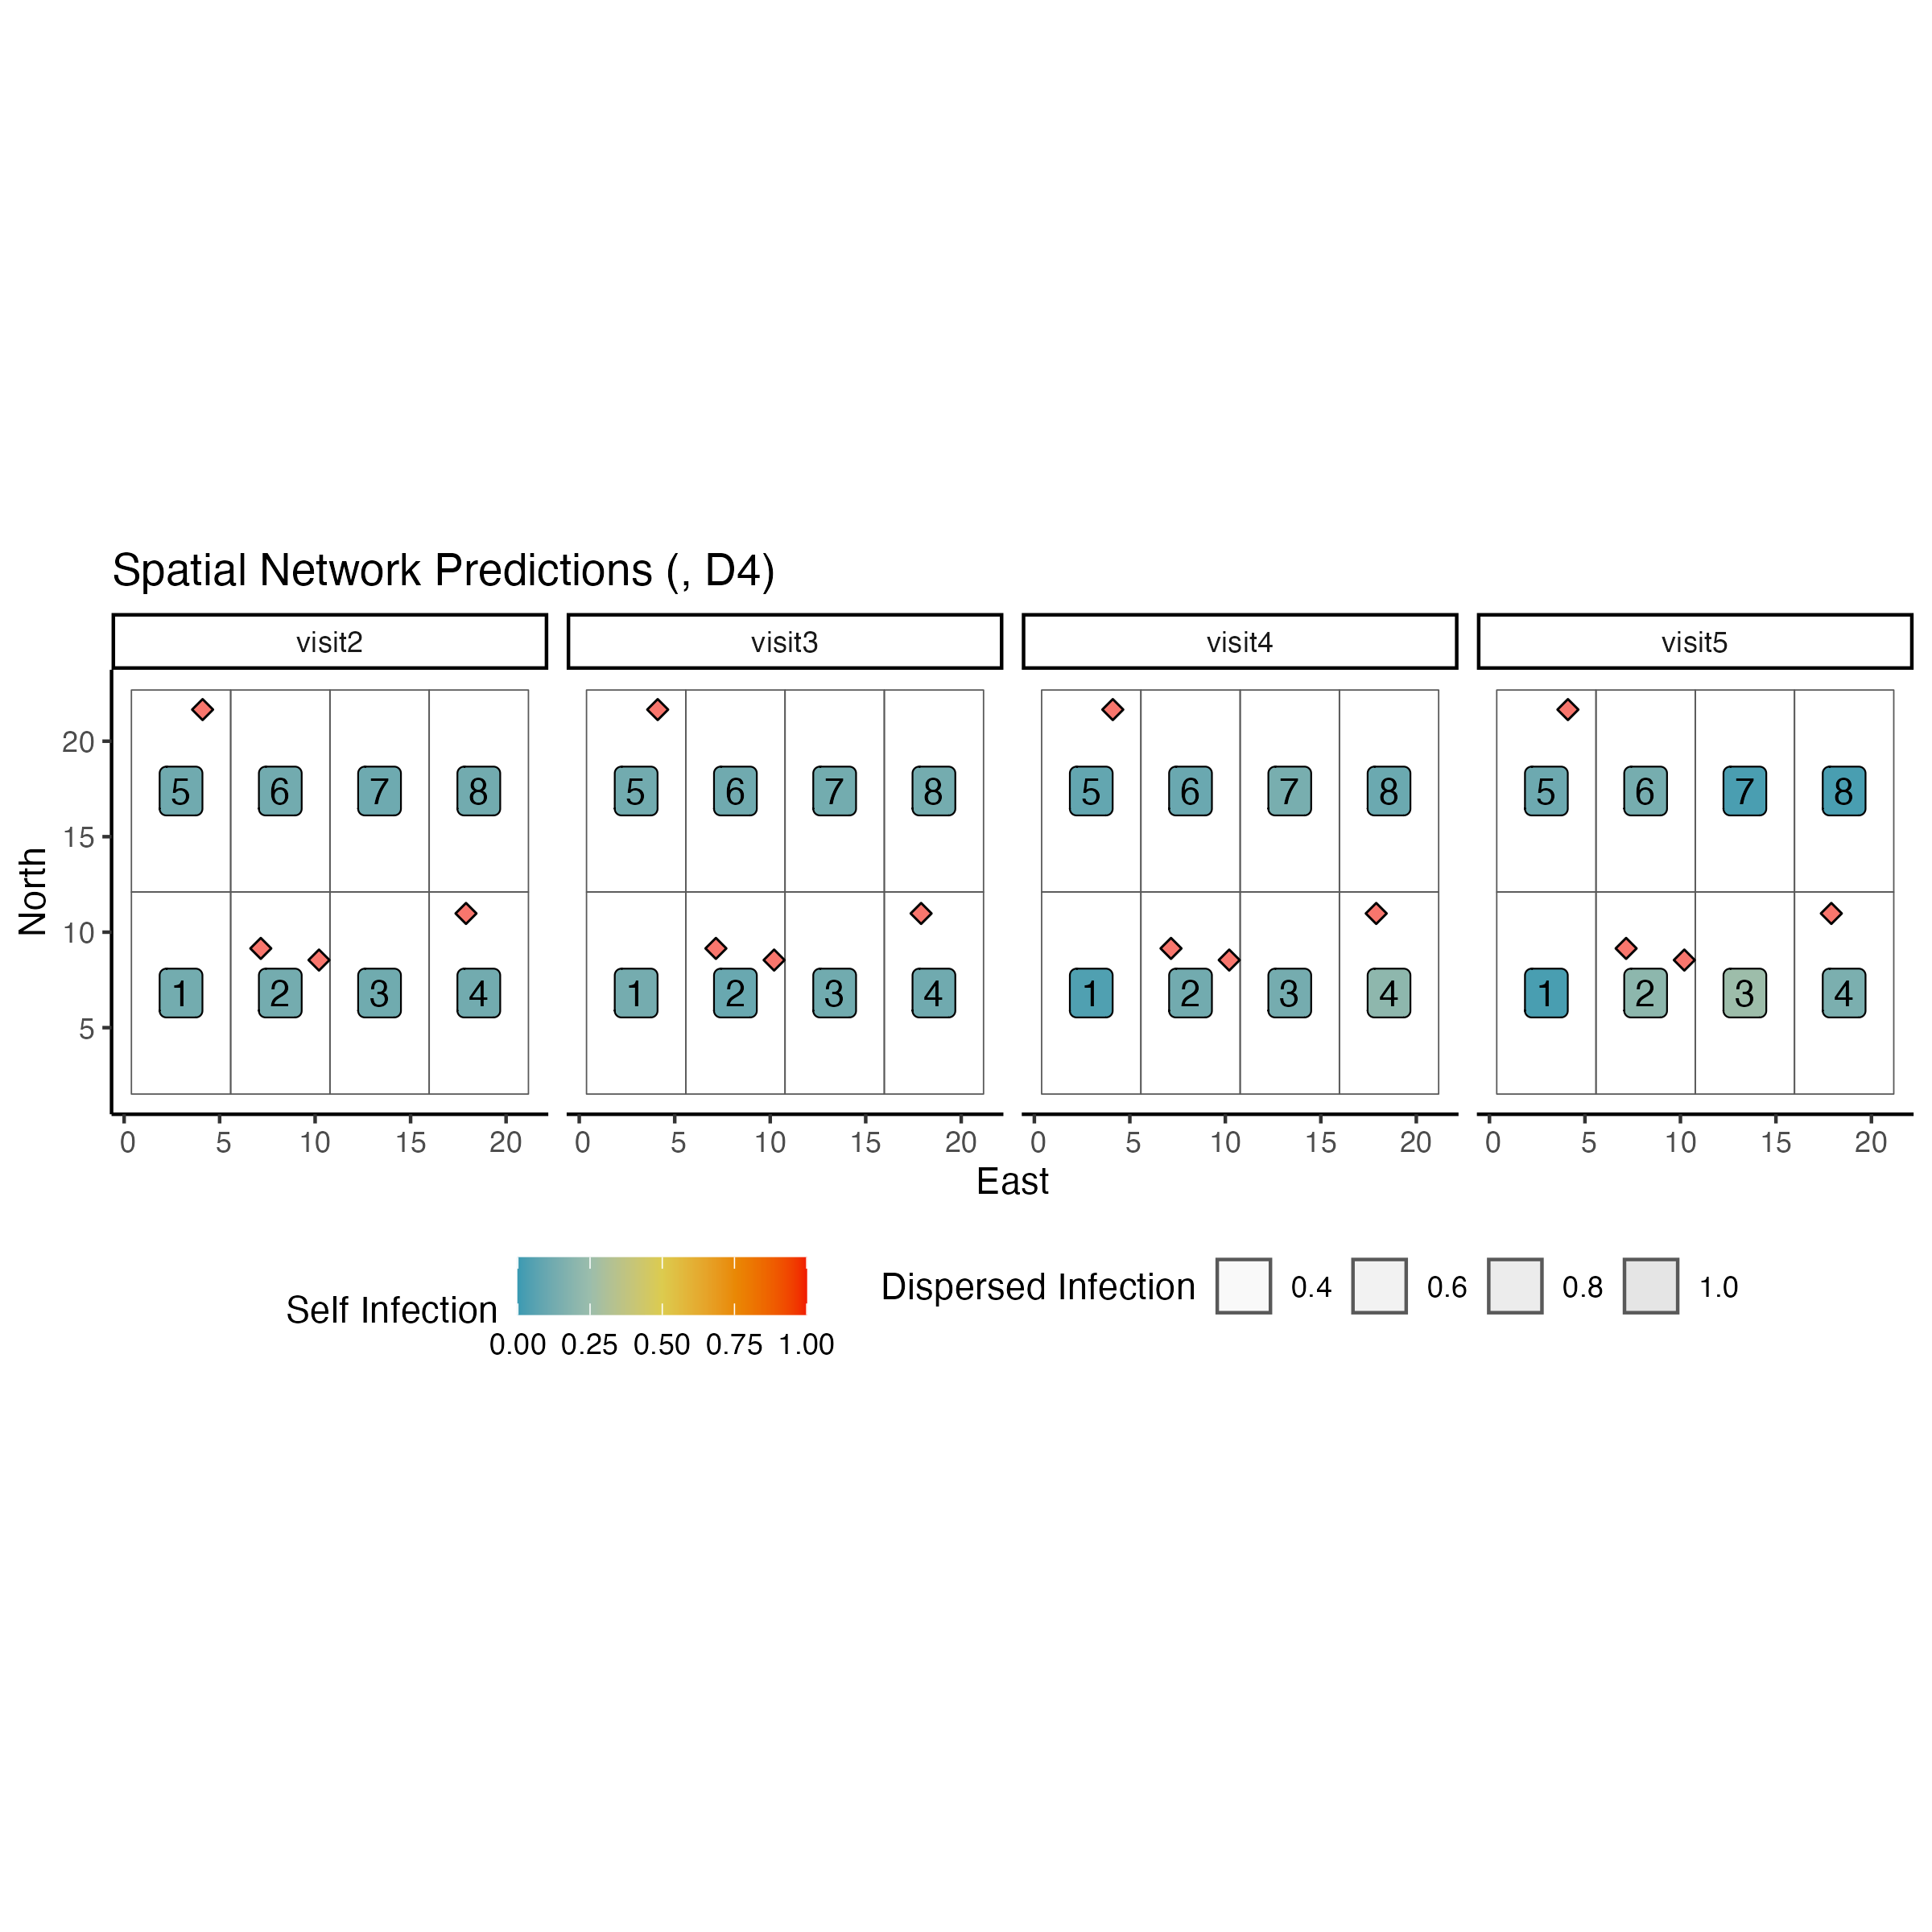 Spatial Network Predictions (, D4)
visit2 visit3 visit4 visit5
20
15
10
5
North
5 6 7 8 5 6 7 8 5 6 7 8 5 6 7 8
1 2 3 4 1 2 3 4 1 2 3 4 1 2 3 4
0 5 10 15 20 0 5 10 15 20 0 5 10 15 20 0 5 10 15 20
East
Self Infection
0.00 0.25 0.50 0.75 1.00
Dispersed Infection 0.4 0.6 0.8 1.0